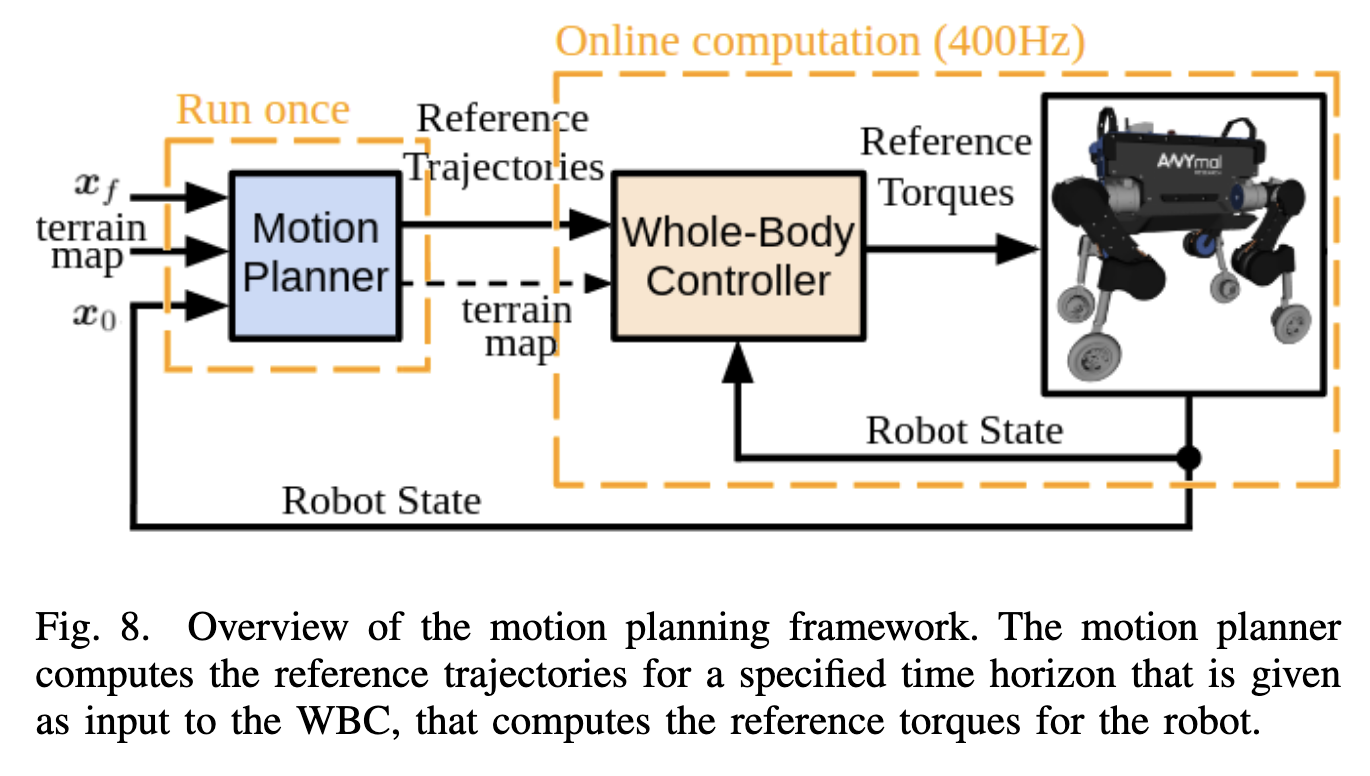 Online computation (400Hz)
Run once
Reference
Trajectories
Reference
Torques
x_f
terrain
map
x_0
Motion
Planner
Whole-Body
Controller
terrain
map
ANYmal
RESEARCH
Robot State
Robot State
Fig. 8. Overview of the motion planning framework. The motion planner
computes the reference trajectories for a specified time horizon that is given
as input to the WBC, that computes the reference torques for the robot.